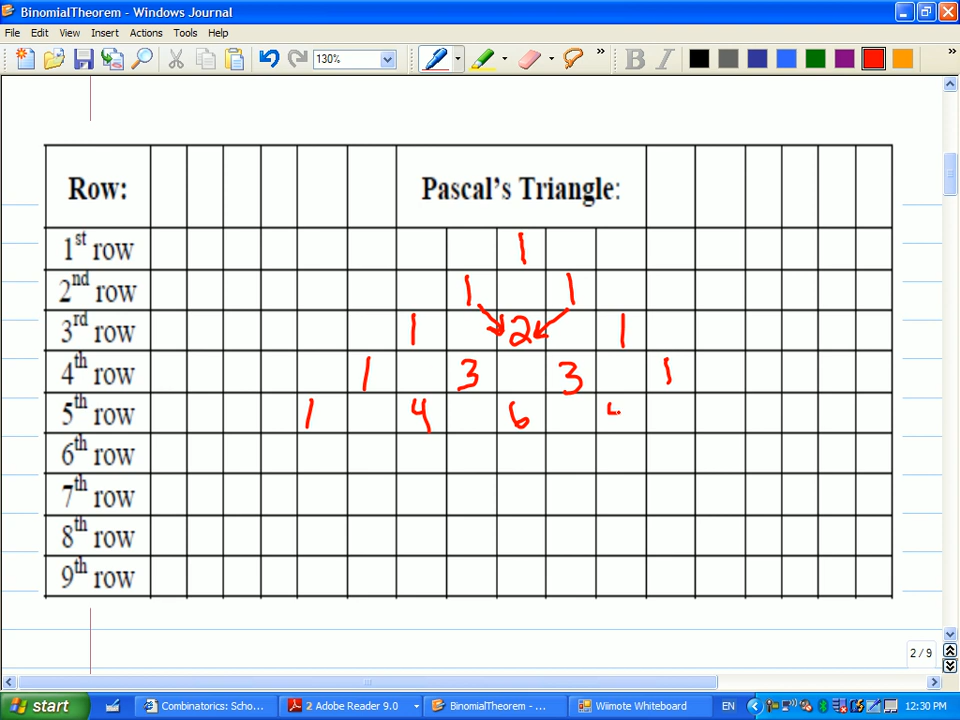 BinomialTheorem - Windows Journal
File Edit View Insert Actions Tools Help
130%
B I
Row: Pascal's Triangle:
1st row 1
2nd row 1 1
3rd row 1 2 1
4th row 1 3 3 1
5th row 1 4 6
6th row
7th row
8th row
9th row
2 / 9
start Combinatorics: Scho... 2 Adobe Reader 9.0 BinomialTheorem - ... Wiimote Whiteboard EN 12:30 PM